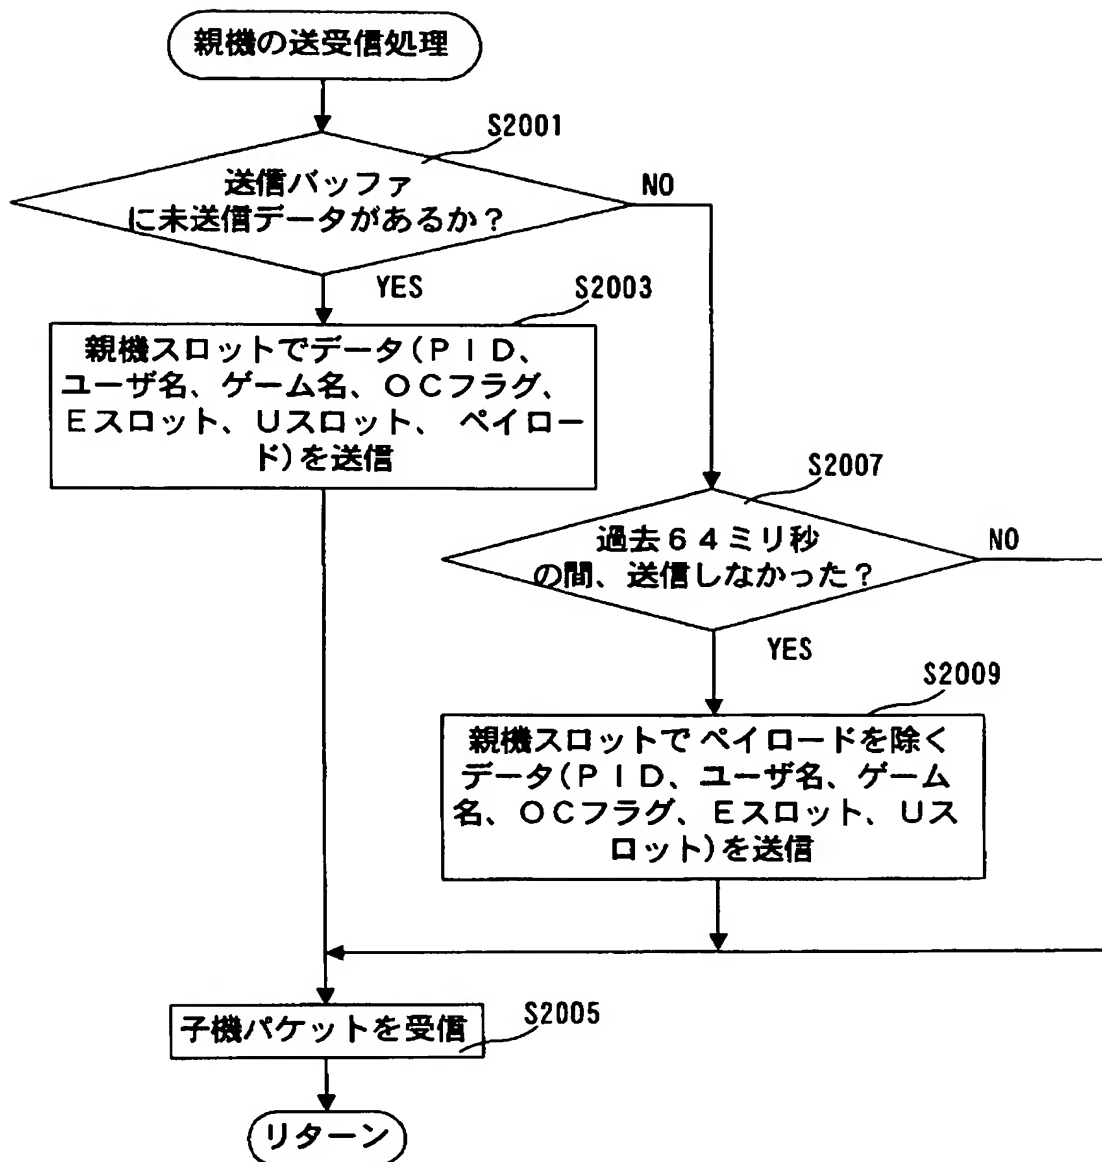 親機の送受信処理
S2001
送信バッファ
に未送信データがあるか？
NO
YES
S2003
親機スロットでデータ(ＰＩＤ、
ユーザ名、ゲーム名、ＯＣフラグ、
Ｅスロット、Ｕスロット、 ペイロー
ド)を送信
S2007
過去６４ミリ秒
の間、送信しなかった？
NO
YES
S2009
親機スロットで ペイロードを除く
データ(ＰＩＤ、ユーザ名、ゲーム
名、ＯＣフラグ、Ｅスロット、Ｕス
ロット)を送信
子機パケットを受信
S2005
リターン